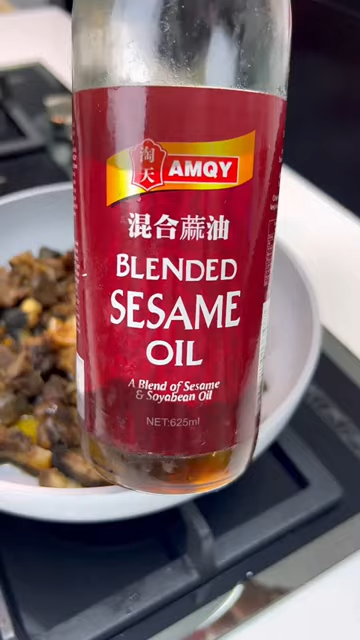 淘天
AMQY
混合蔴油
BLENDED
SESAME
OIL
A Blend of Sesame
& Soyabean Oil
NET:625ml